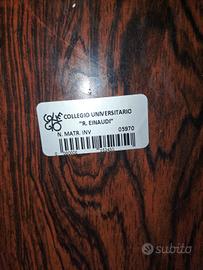 COLLEGIO UNIVERSITARIO
"R. EINAUDI"
N. MATR. INV 05970
subito